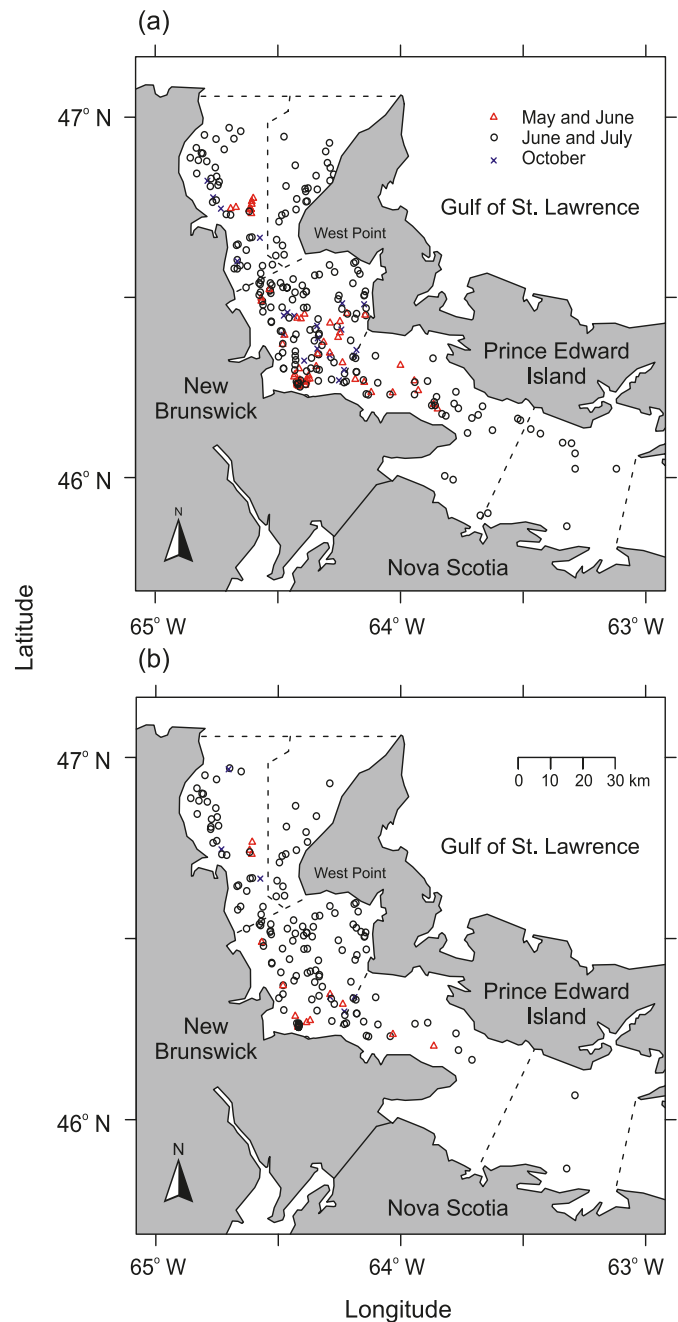 (a)
47° N
May and June
June and July
October
Gulf of St. Lawrence
West Point
Prince Edward
Island
New
Brunswick
46° N
N
Nova Scotia
65° W
64° W
63° W
Latitude
(b)
47° N
0 10 20 30 km
Gulf of St. Lawrence
West Point
Prince Edward
Island
New
Brunswick
46° N
N
Nova Scotia
65° W
64° W
63° W
Longitude